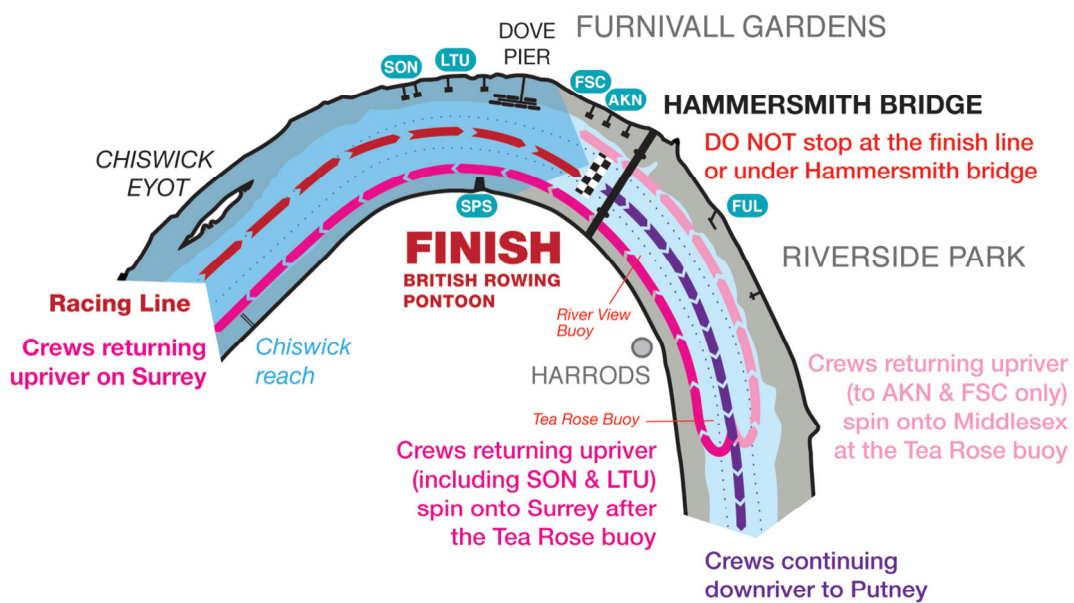 DOVE
PIER
FURNIVALL GARDENS
SON
LTU
FSC
AKN
HAMMERSMITH BRIDGE
DO NOT stop at the finish line
or under Hammersmith bridge
CHISWICK
EYOT
SPS
FUL
FINISH
BRITISH ROWING
PONTOON
RIVERSIDE PARK
Racing Line
River View
Buoy
Crews returning
upriver on Surrey
Chiswick
reach
HARRODS
Crews returning upriver
(to AKN & FSC only)
spin onto Middlesex
at the Tea Rose buoy
Tea Rose Buoy
Crews returning upriver
(including SON & LTU)
spin onto Surrey after
the Tea Rose buoy
Crews continuing
downriver to Putney